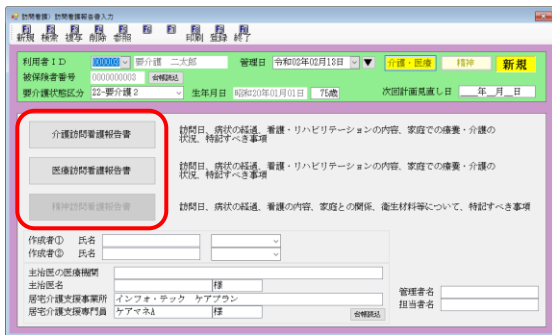 訪問看護） 訪問看護報告書入力
新規 検索 複写 削除 参照 印刷 登録 終了
利用者ＩＤ 000003 要介護 二太郎 管理日 令和02年02月13日 ▼ 介護・医療 精神 新規
被保険者番号 0000000003 台帳読込
要介護状態区分 22-要介護２ 生年月日 昭和20年01月01日 75歳 次回計画見直し日 __年__月__日
介護訪問看護報告書 訪問日、病状の経過、看護・リハビリテーションの内容、家庭での療養・介護の
状況、特記すべき事項
医療訪問看護報告書 訪問日、病状の経過、看護・リハビリテーションの内容、家庭での療養・介護の
状況、特記すべき事項
精神訪問看護報告書 訪問日、病状の経過、看護の内容、家庭との関係、衛生材料等について、特記すべき事項
作成者① 氏名
作成者② 氏名
主治医の医療機関
主治医名 様
居宅介護支援事業所 インフォ・テック ケアプラン 管理者名
居宅介護支援専門員 ケアマネA 様 台帳読込 担当者名